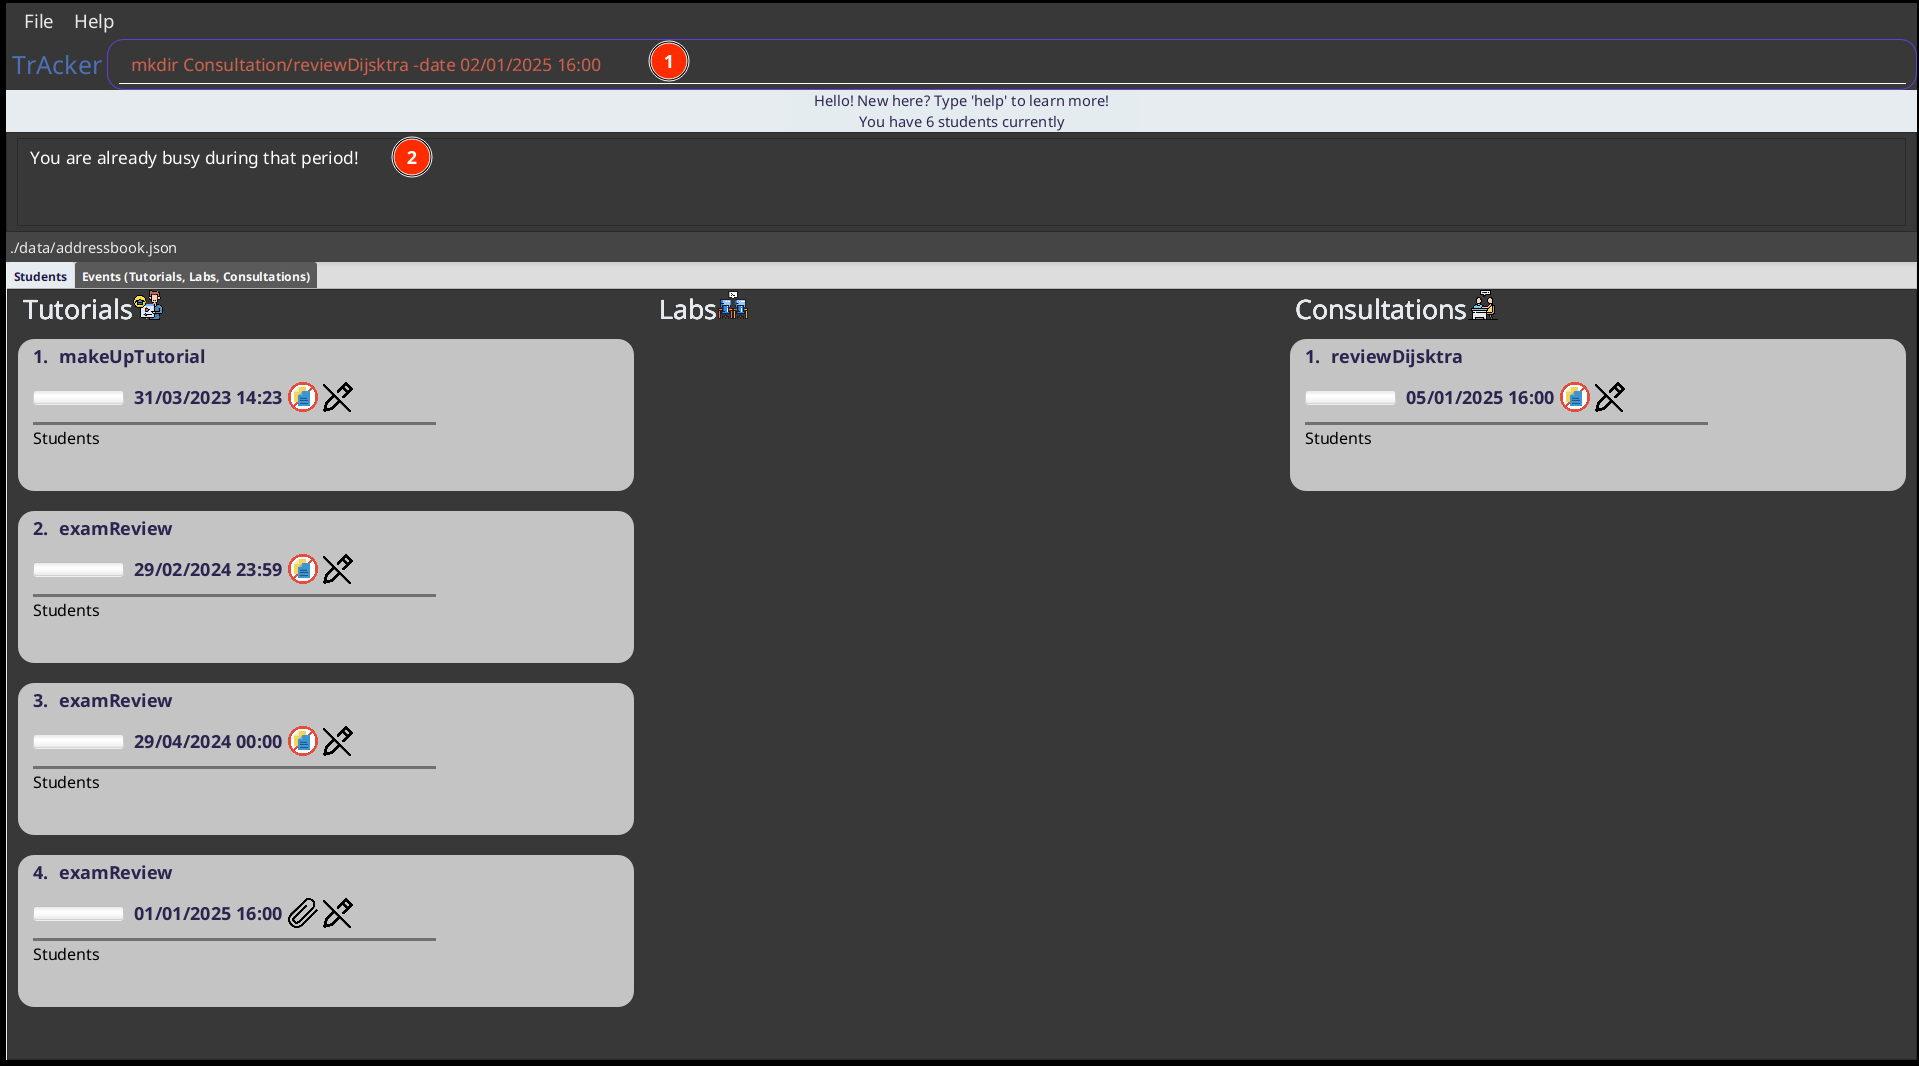 File Help
TrAcker mkdir Consultation/reviewDijsktra -date 02/01/2025 16:00 1
Hello! New here? Type 'help' to learn more!
You have 6 students currently
You are already busy during that period! 2
./data/addressbook.json
Students Events (Tutorials, Labs, Consultations)
Tutorials Labs Consultations
1. makeUpTutorial
31/03/2023 14:23
Students
2. examReview
29/02/2024 23:59
Students
3. examReview
29/04/2024 00:00
Students
4. examReview
01/01/2025 16:00
Students
1. reviewDijsktra
05/01/2025 16:00
Students